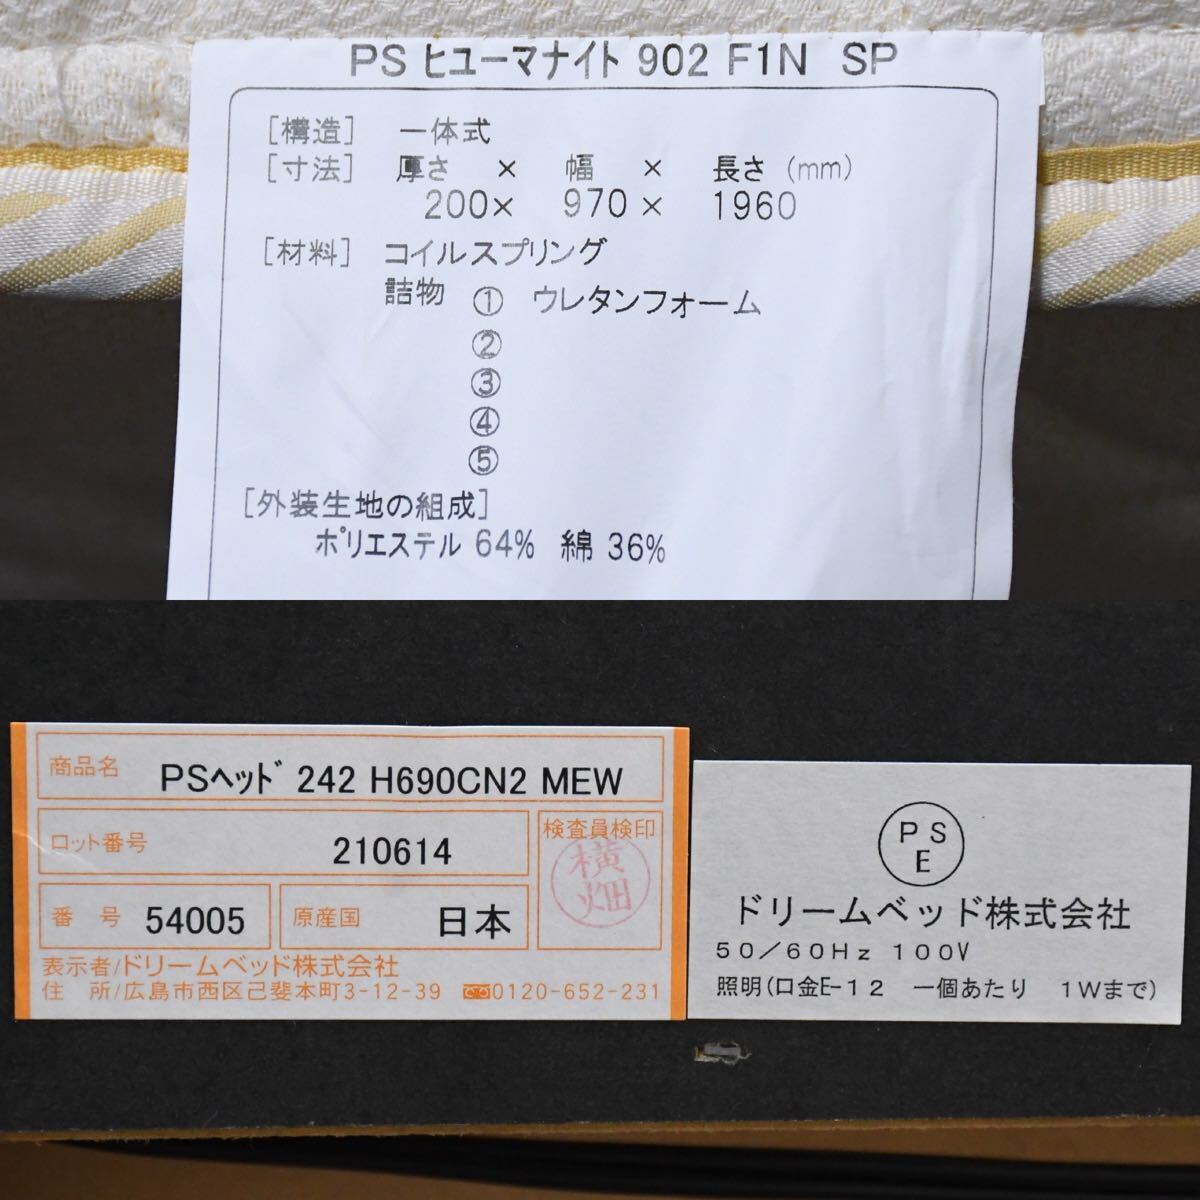 PS ヒューマナイト 902 F1N SP
[構造] 一体式
[寸法] 厚さ × 幅 × 長さ (mm)
200× 970 × 1960
[材料] コイルスプリング
詰物 ① ウレタンフォーム
②
③
④
⑤
[外装生地の組成]
ポリエステル 64% 綿 36%
商品名 PSヘッド 242 H690CN2 MEW
ロット番号 210614
検査員検印
横畑
番号 54005
原産国 日本
表示者/ドリームベッド株式会社
住 所/広島市西区己斐本町3-12-39 0120-652-231
PS
E
ドリームベッド株式会社
50/60Hz 100V
照明(口金E-12 一個あたり 1Wまで)